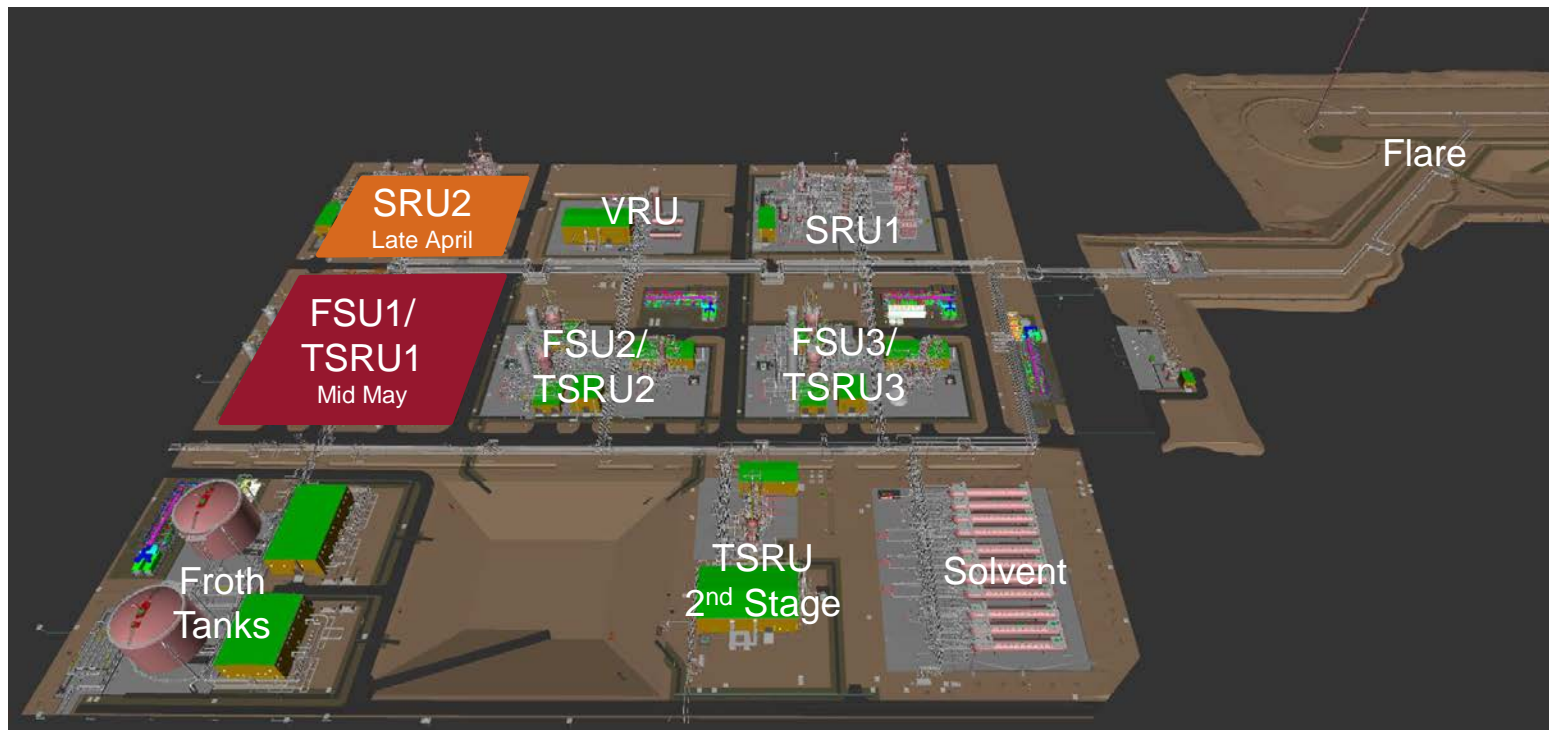 Flare
SRU2
Late April
VRU
SRU1
FSU1/
TSRU1
Mid May
FSU2/
TSRU2
FSU3/
TSRU3
Froth
Tanks
TSRU
2nd Stage
Solvent